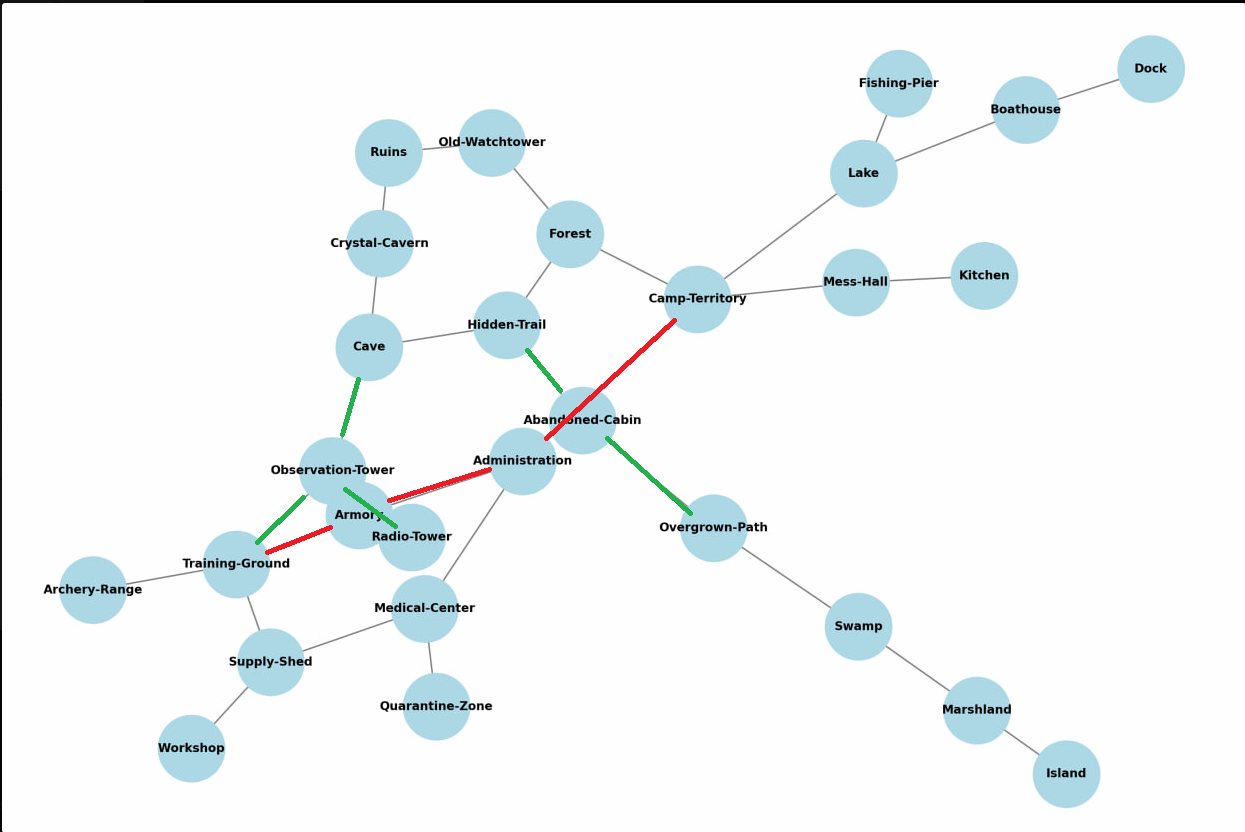 Dock
Fishing-Pier
Boathouse
Old-Watchtower
Ruins
Lake
Forest
Crystal-Cavern
Kitchen
Mess-Hall
Camp-Territory
Hidden-Trail
Cave
Abandoned-Cabin
Administration
Observation-Tower
Armory
Overgrown-Path
Radio-Tower
Training-Ground
Archery-Range
Medical-Center
Swamp
Supply-Shed
Quarantine-Zone
Marshland
Workshop
Island